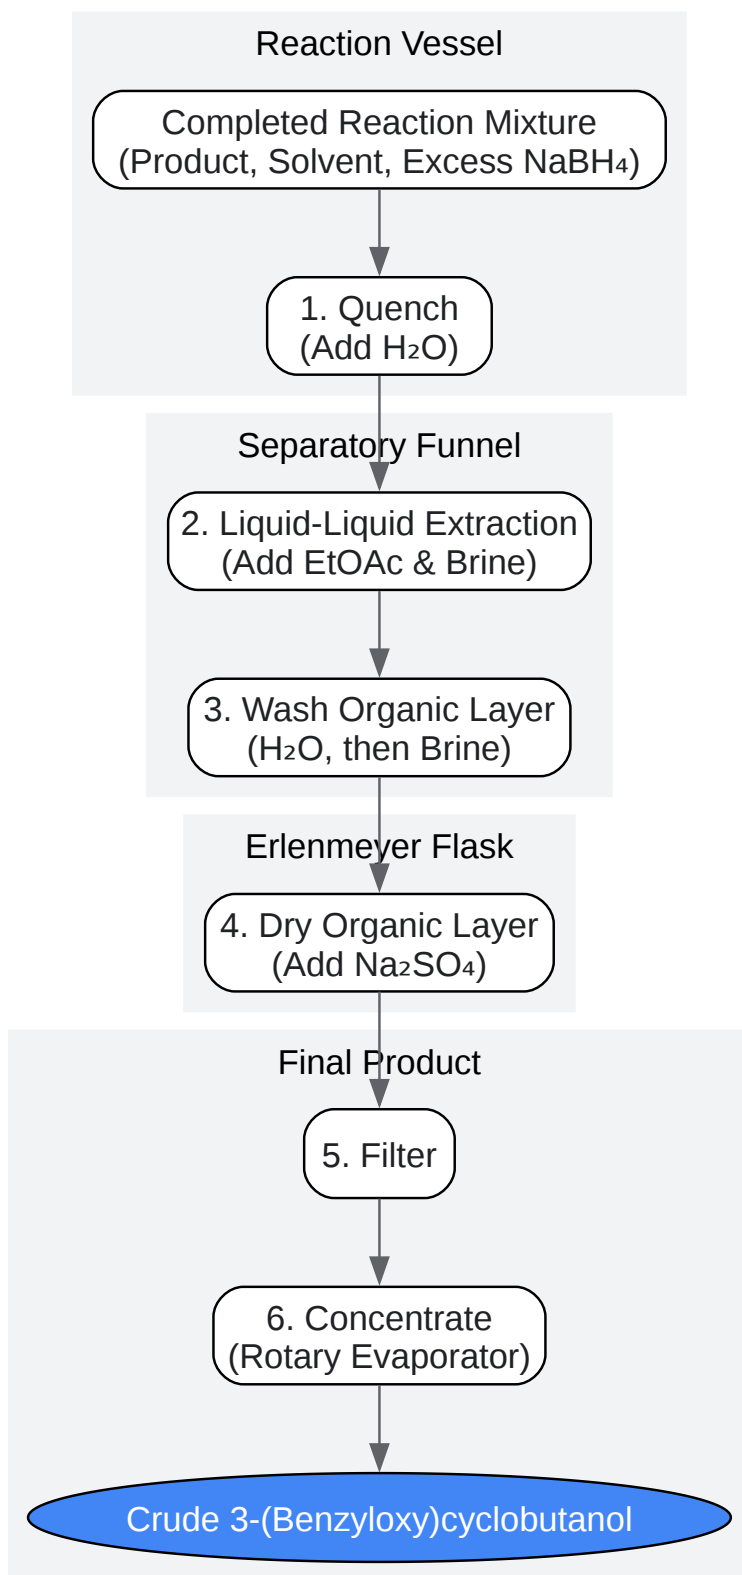 Reaction Vessel
Completed Reaction Mixture
(Product, Solvent, Excess NaBH₄)
1. Quench
(Add H₂O)
Separatory Funnel
2. Liquid-Liquid Extraction
(Add EtOAc & Brine)
3. Wash Organic Layer
(H₂O, then Brine)
Erlenmeyer Flask
4. Dry Organic Layer
(Add Na₂SO₄)
Final Product
5. Filter
6. Concentrate
(Rotary Evaporator)
Crude 3-(Benzyloxy)cyclobutanol